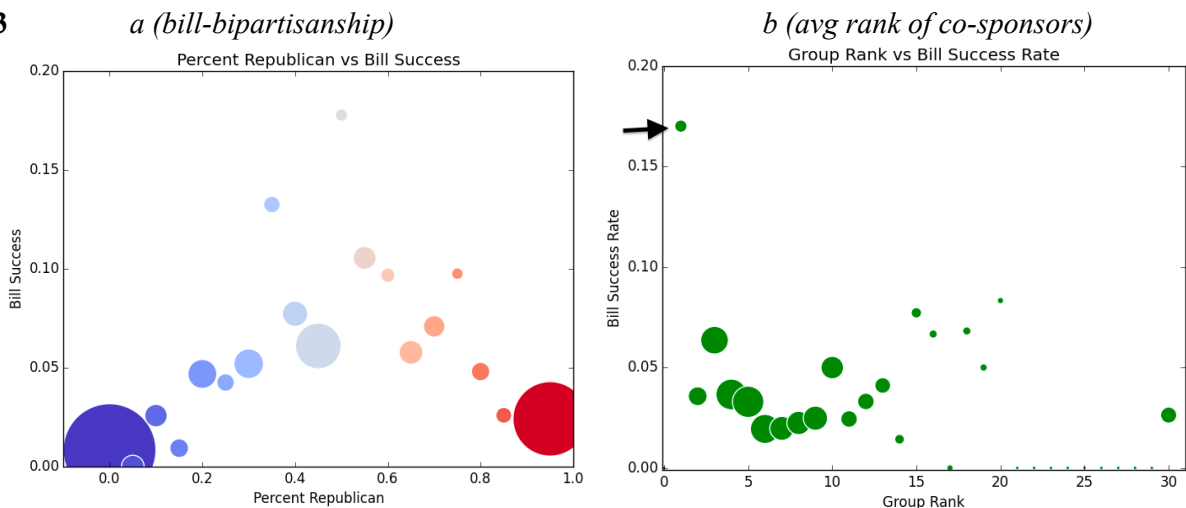 B
a (bill-bipartisanship)
b (avg rank of co-sponsors)
Percent Republican vs Bill Success
0.20
0.15
0.10
0.05
0.00
Bill Success
0.0 0.2 0.4 0.6 0.8 1.0
Percent Republican
Group Rank vs Bill Success Rate
0.20
0.15
0.10
0.05
0.00
Bill Success Rate
0 5 10 15 20 25 30
Group Rank